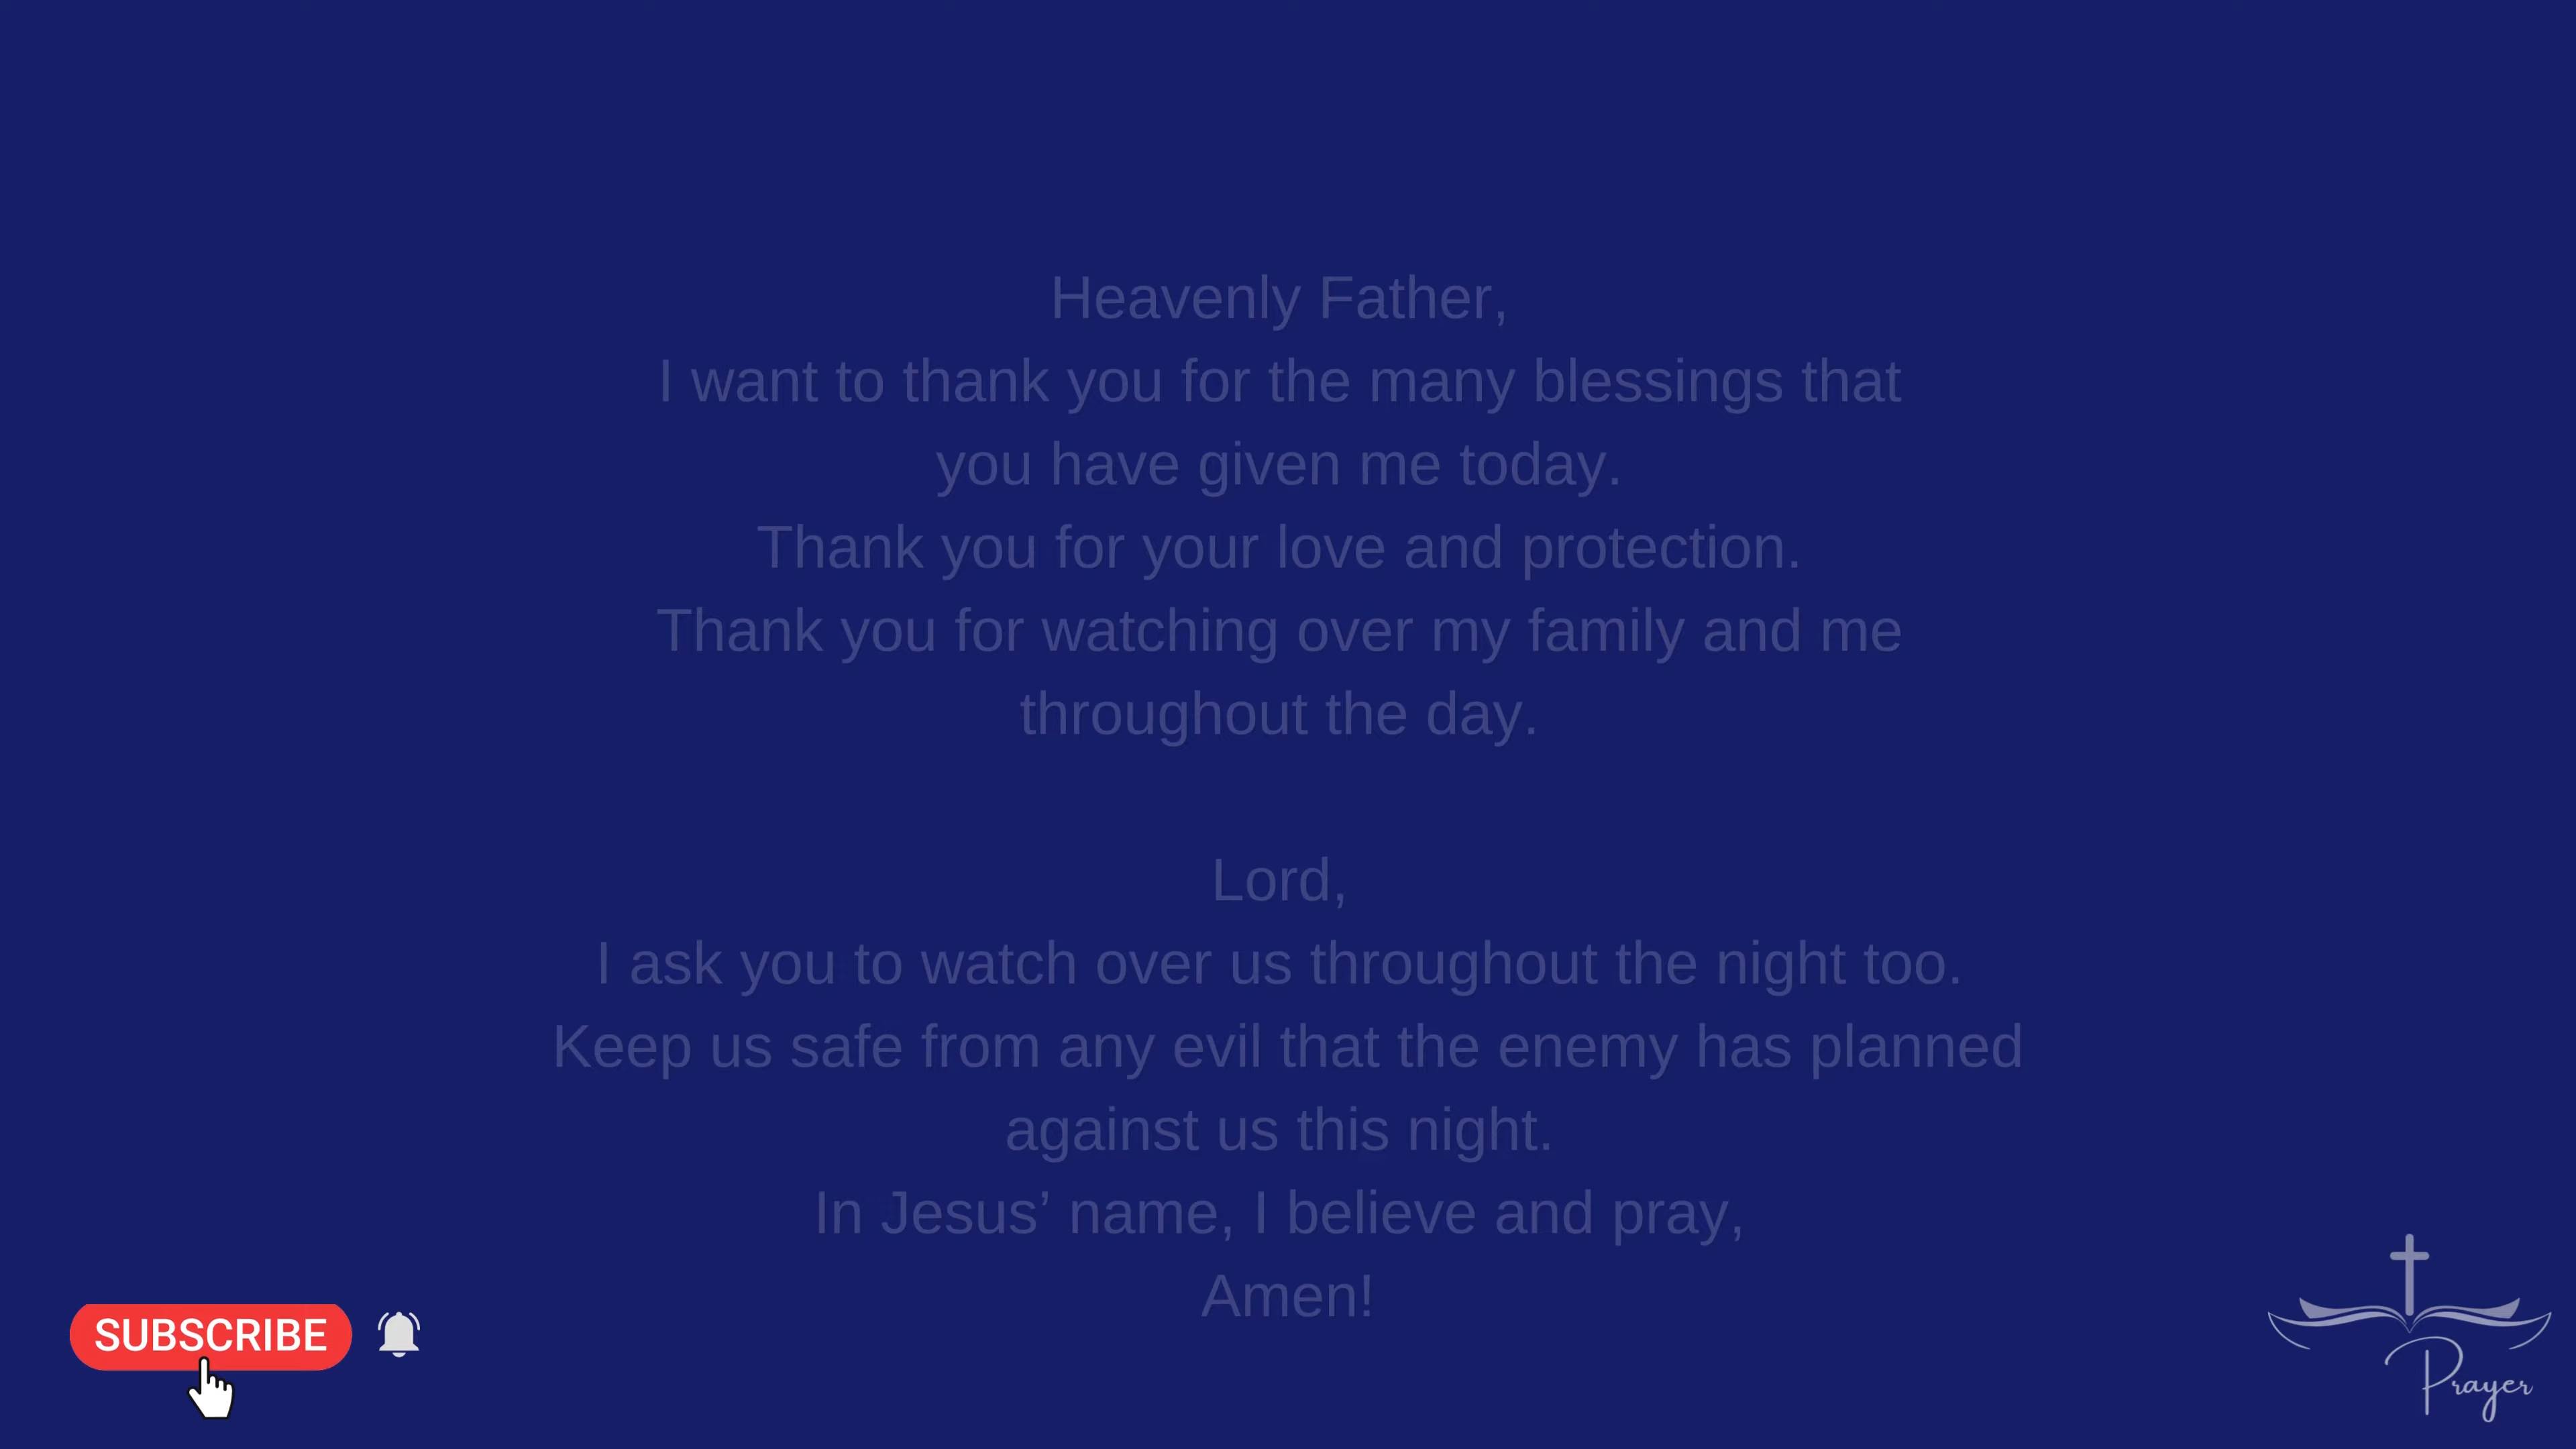 Heavenly Father,
I want to thank you for the many blessings that
you have given me today.
Thank you for your love and protection.
Thank you for watching over my family and me
throughout the day.
Lord,
I ask you to watch over us throughout the night too.
Keep us safe from any evil that the enemy has planned
against us this night.
In Jesus’ name, I believe and pray,
Amen!
SUBSCRIBE
Prayer